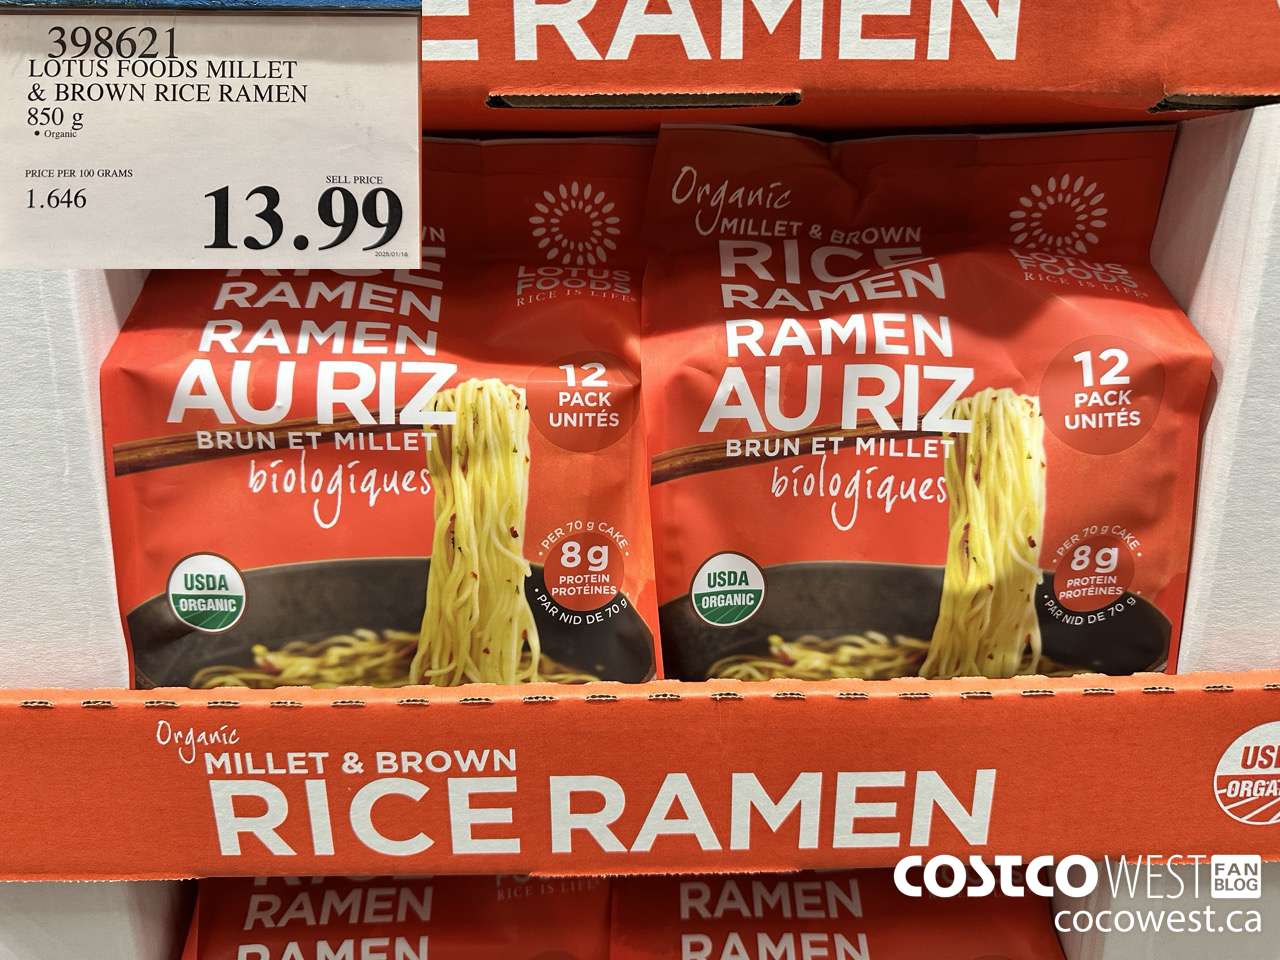 398621
LOTUS FOODS MILLET
& BROWN RICE RAMEN
850 g
• Organic
PRICE PER 100 GRAMS
1.646
SELL PRICE
13.99
RAMEN
RICE
RAMEN
RAMEN
AU RIZ
BRUN ET MILLET
biologiques
LOTUS
FOODS
RICE IS LIFE®
12
PACK
UNITÉS
• PER 70 g CAKE •
8g
PROTEIN
PROTÉINES
• PAR NID DE 70 g
USDA
ORGANIC
Organic
MILLET & BROWN
RICE
RAMEN
RAMEN
AU RIZ
BRUN ET MILLET
biologiques
LOTUS
FOODS
RICE IS LIFE®
12
PACK
UNITÉS
• PER 70 g CAKE •
8g
PROTEIN
PROTÉINES
• PAR NID DE 70 g
USDA
ORGANIC
Organic
MILLET & BROWN
RICE RAMEN
RICE IS LIFE
RAMEN
RAMEN
RAMEN
RAMEN
COSTCO WEST FAN BLOG
cocowest.ca